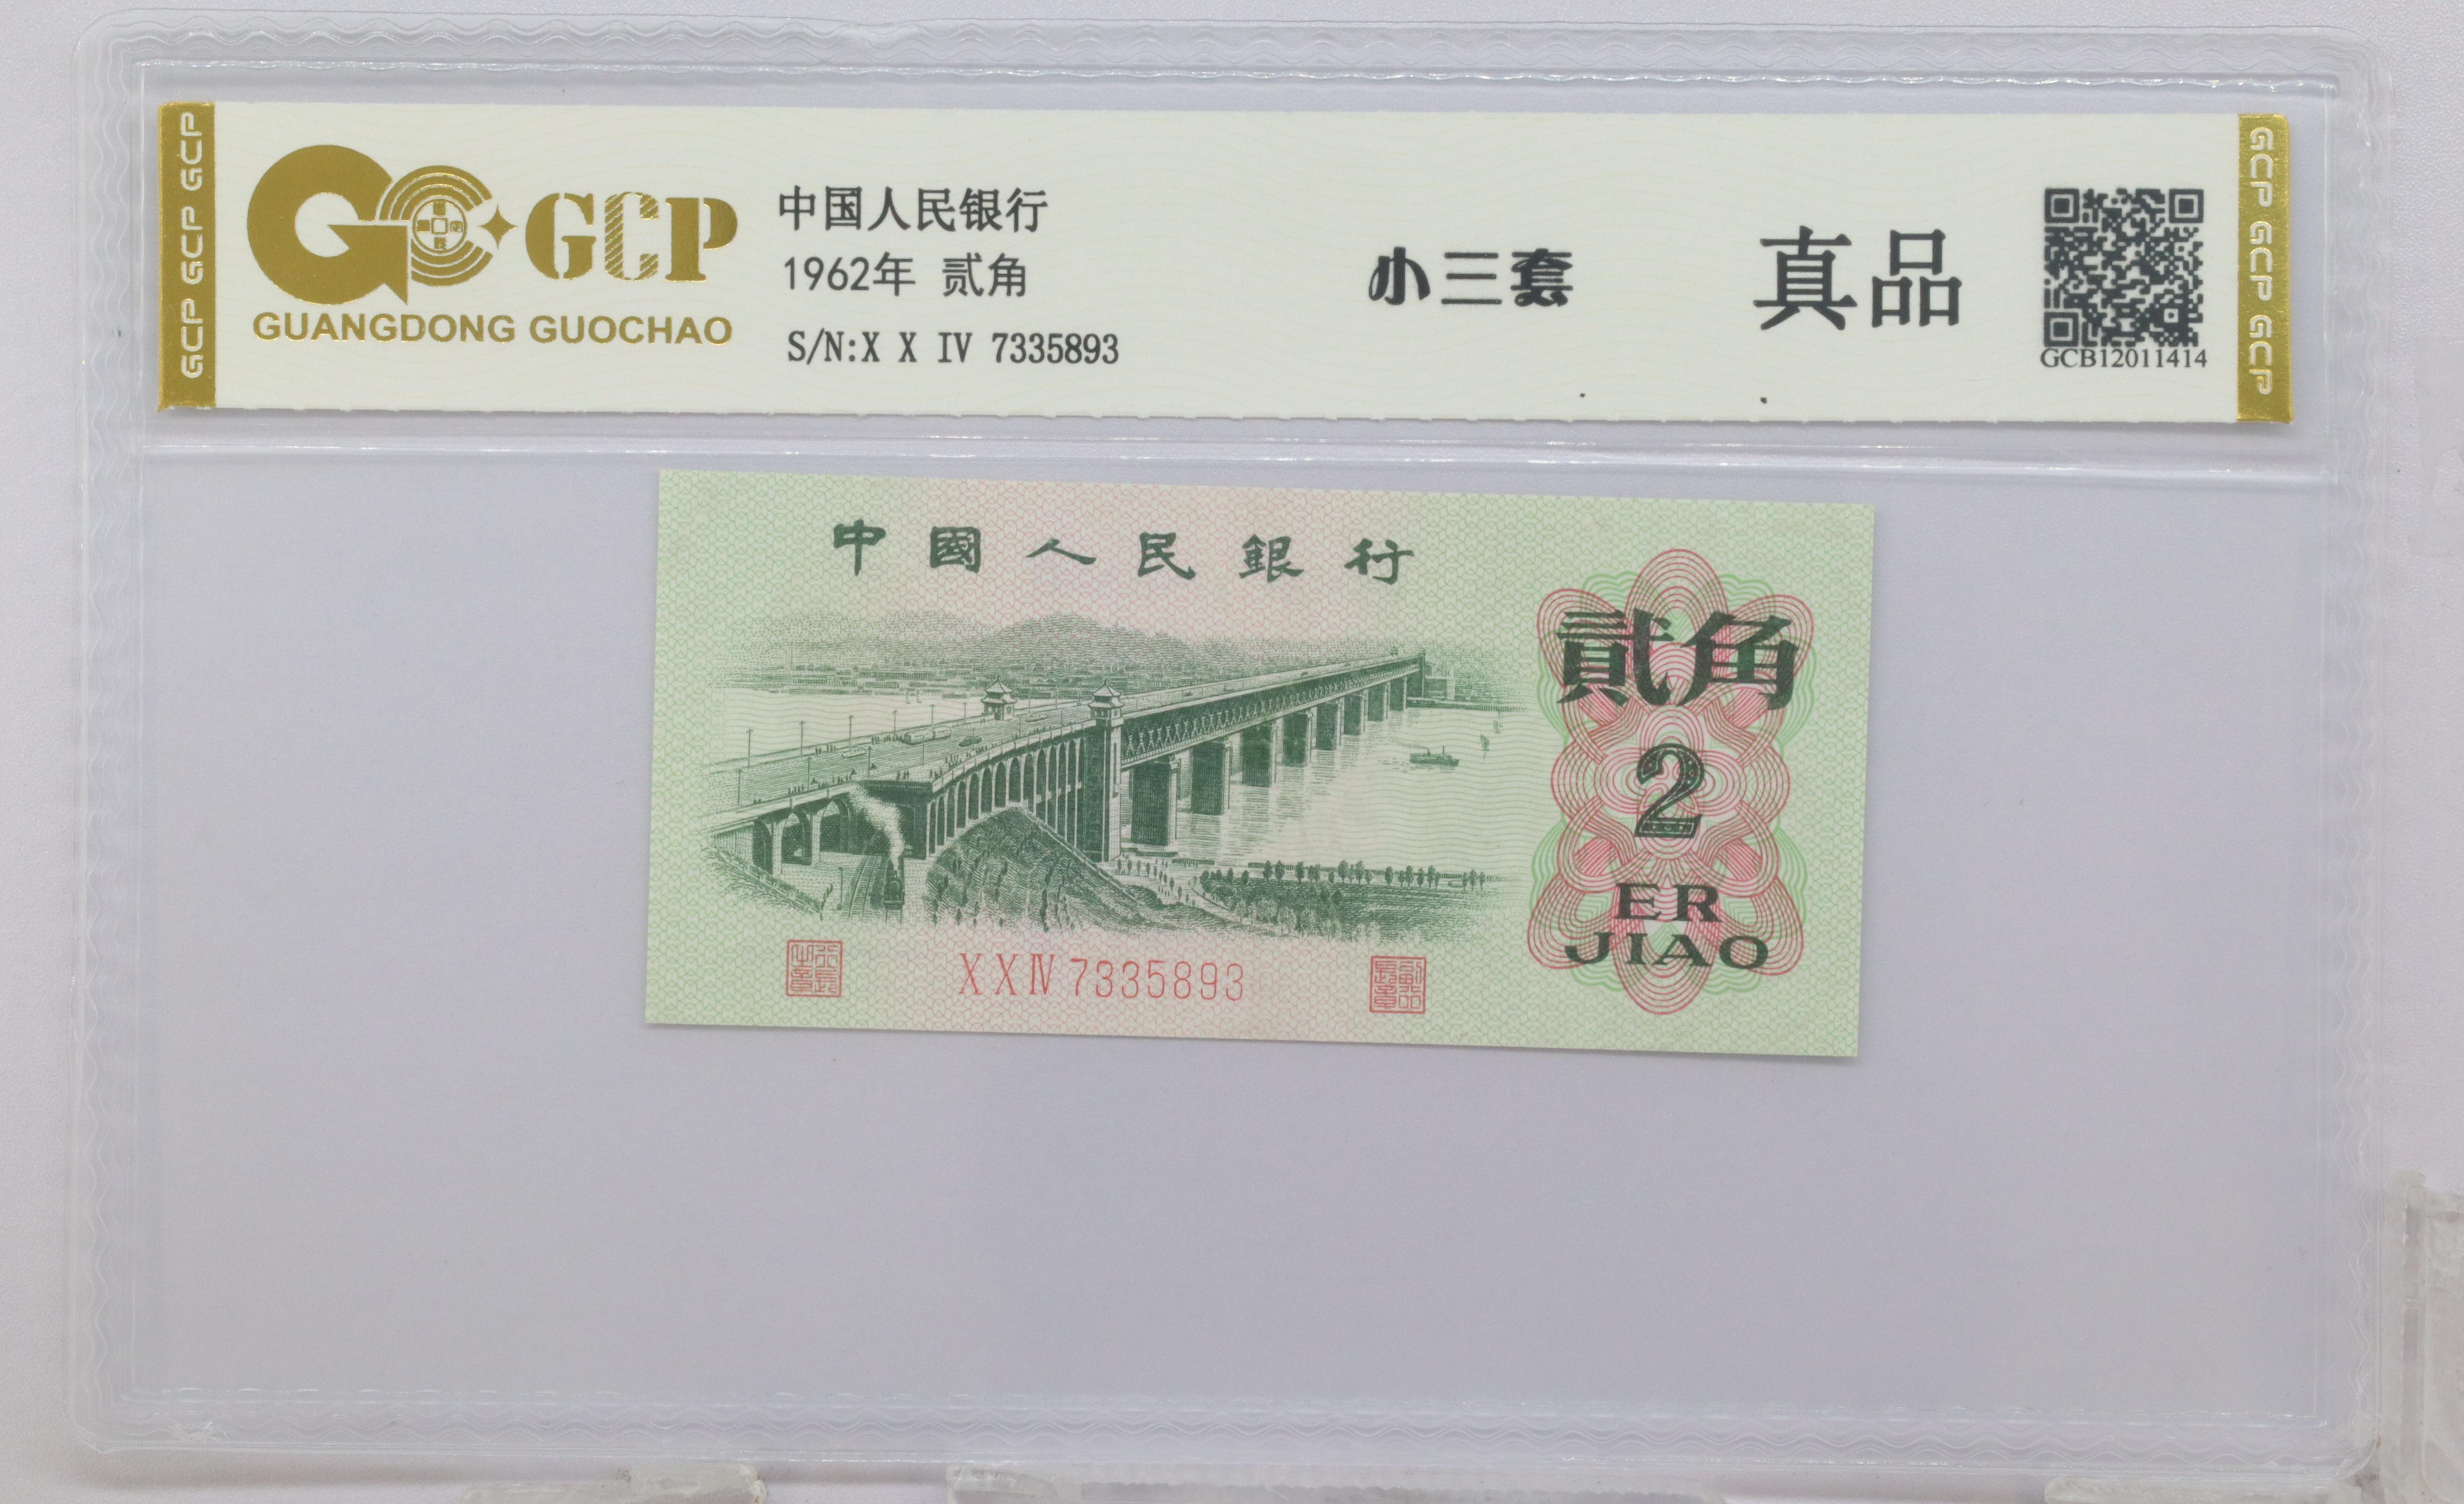 GCP GCP GCP
GCP
GUANGDONG GUOCHAO
中国人民银行
1962年 贰角
S/N:X X IV 7335893
小三套
真品
GCB12011414
GCP GCP GCP
中國人民銀行
貳角
2
ER
JIAO
XXⅣ7335893